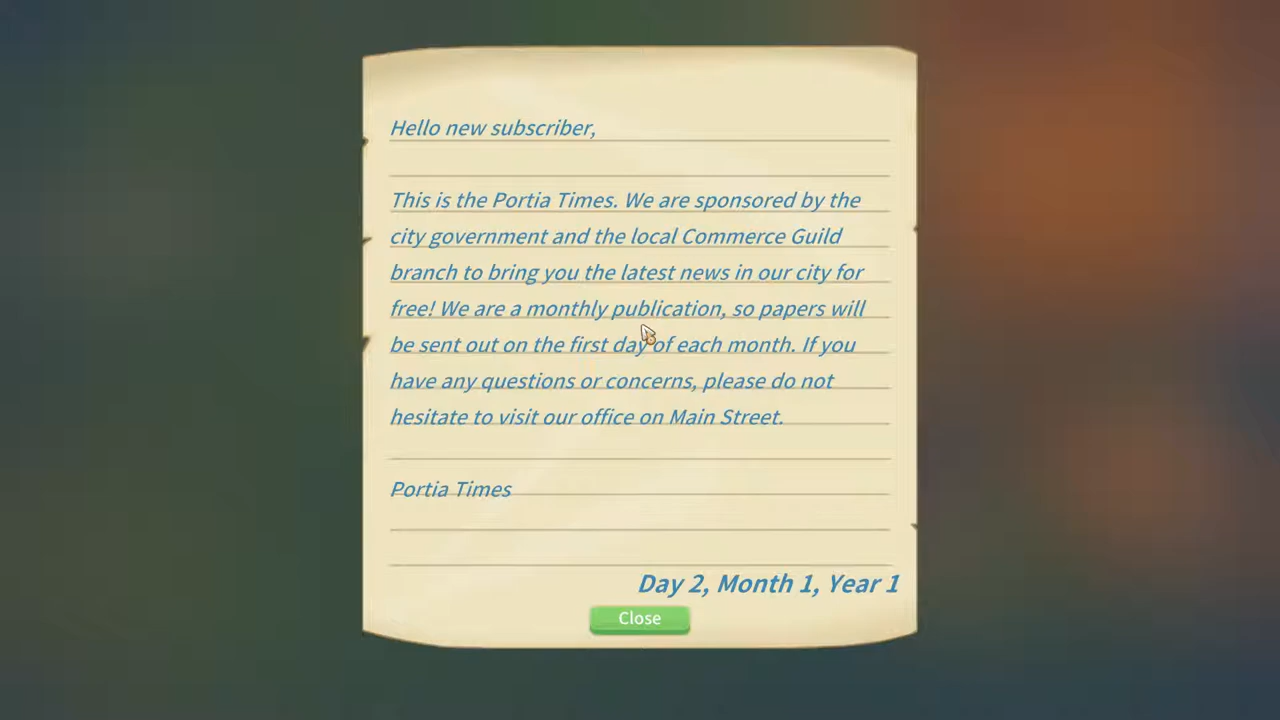 Hello new subscriber,
This is the Portia Times. We are sponsored by the
city government and the local Commerce Guild
branch to bring you the latest news in our city for
free! We are a monthly publication, so papers will
be sent out on the first day of each month. If you
have any questions or concerns, please do not
hesitate to visit our office on Main Street.
Portia Times
Day 2, Month 1, Year 1
Close